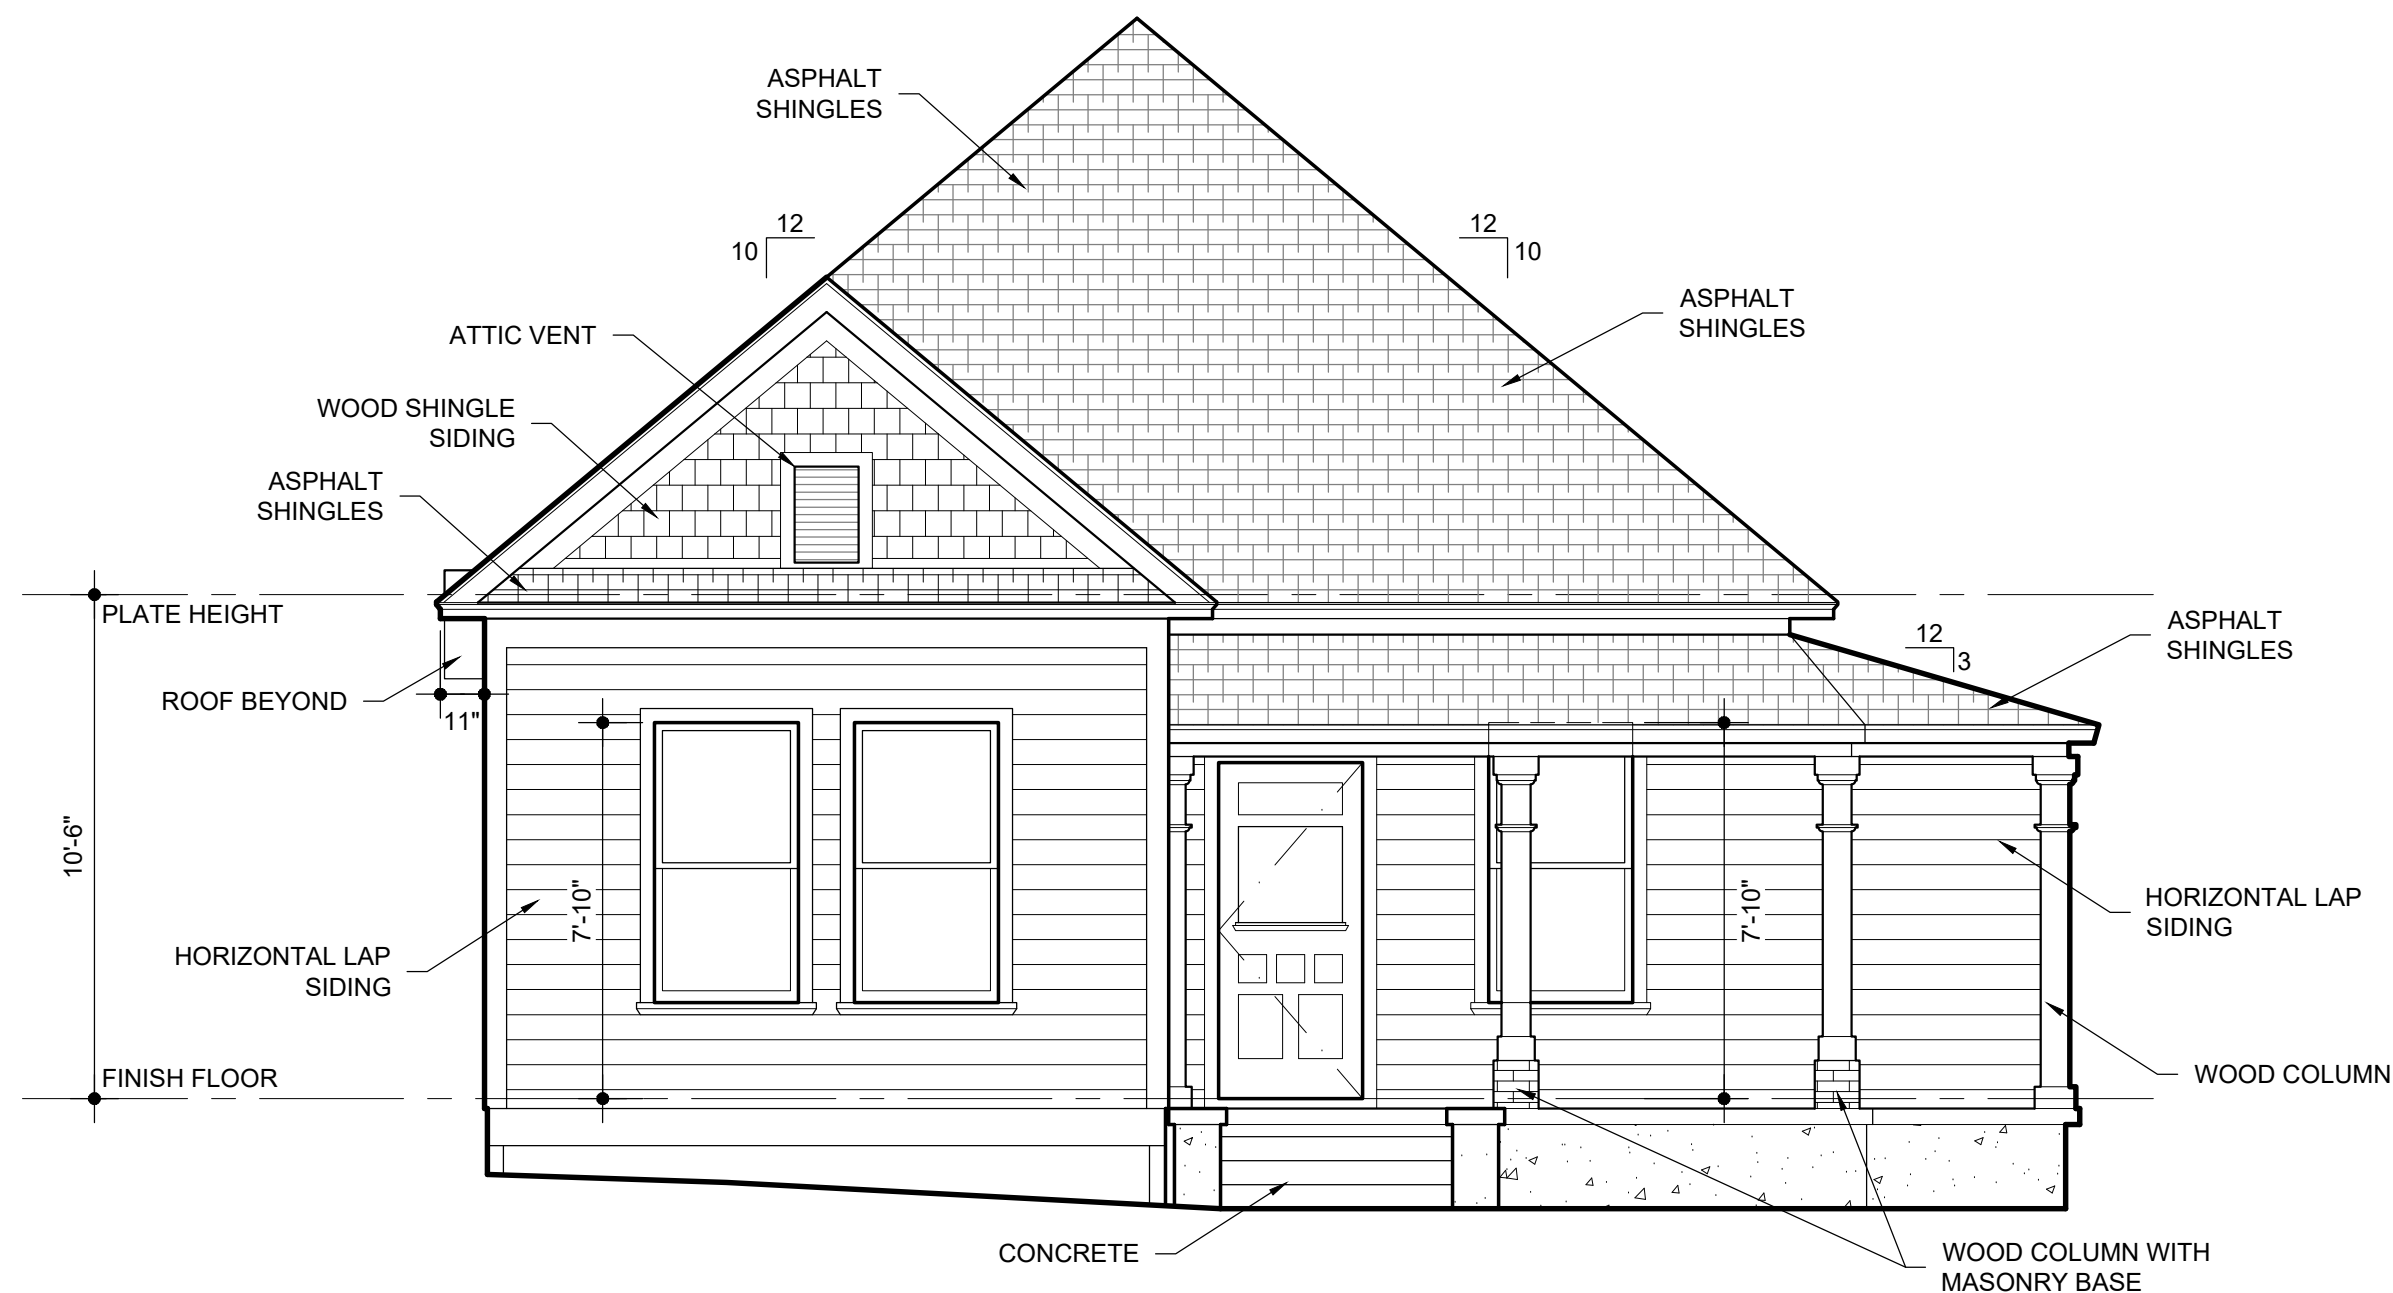 ASPHALT
SHINGLES
12
10
12
10
ASPHALT
SHINGLES
ATTIC VENT
WOOD SHINGLE
SIDING
ASPHALT
SHINGLES
PLATE HEIGHT
ASPHALT
SHINGLES
12
3
ROOF BEYOND
11"
10'-6"
7'-10"
7'-10"
HORIZONTAL LAP
SIDING
HORIZONTAL LAP
SIDING
FINISH FLOOR
WOOD COLUMN
CONCRETE
WOOD COLUMN WITH
MASONRY BASE